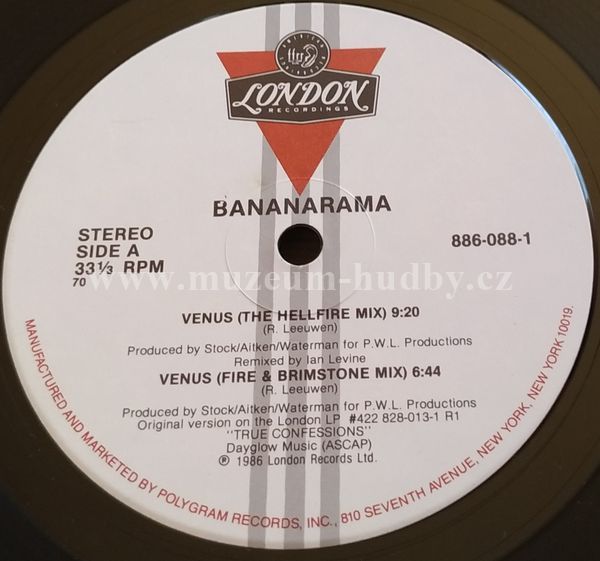 LONDON
RECORDINGS
BANANARAMA
STEREO
SIDE A
33⅓ RPM
70
886-088-1
www.muzeum-hudby.cz
VENUS (THE HELLFIRE MIX) 9:20
(R. Leeuwen)
Produced by Stock/Aitken/Waterman for P.W.L. Productions
Remixed by Ian Levine
VENUS (FIRE & BRIMSTONE MIX) 6:44
(R. Leeuwen)
Produced by Stock/Aitken/Waterman for P.W.L. Productions
Original version on the London LP #422 828-013-1 R1
"TRUE CONFESSIONS"
Dayglow Music (ASCAP)
℗ 1986 London Records Ltd.
MANUFACTURED AND MARKETED BY POLYGRAM RECORDS, INC., 810 SEVENTH AVENUE, NEW YORK, NEW YORK 10019.